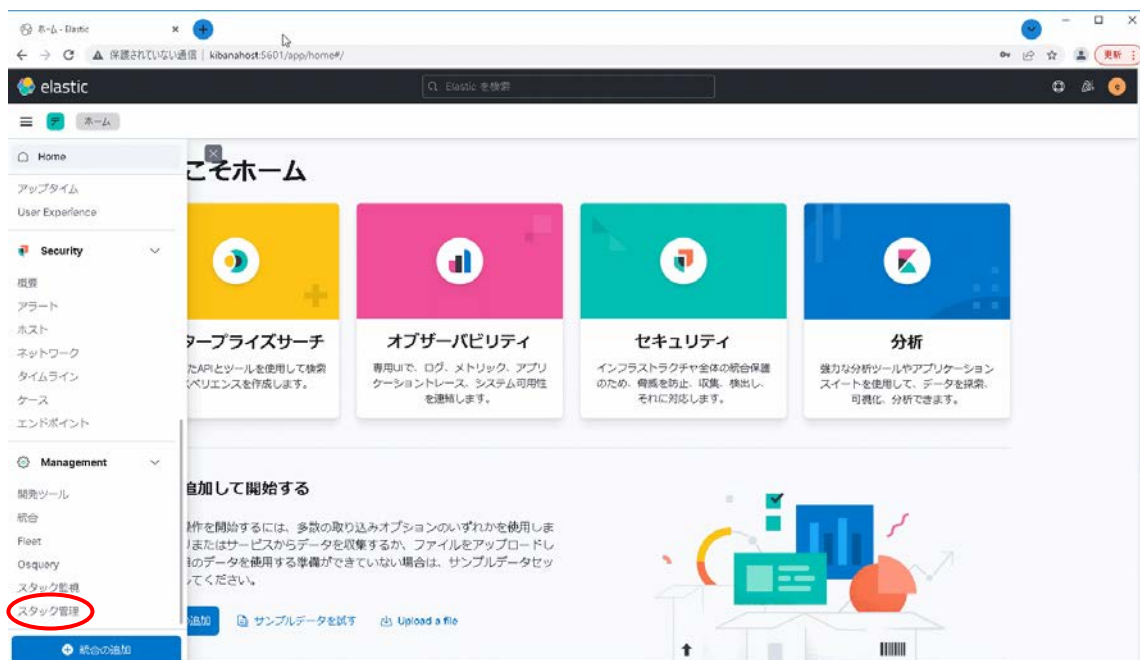 ホーム - Elastic
保護されていない通信 | kibanahost:5601/app/home#/
更新
elastic
Elastic を検索
e
デ
ホーム
Home
アップタイム
User Experience
Security
概要
アラート
ホスト
ネットワーク
タイムライン
ケース
エンドポイント
Management
開発ツール
統合
Fleet
Osquery
スタック監視
スタック管理
統合の追加
こそホーム
タープライズサーチ
たAPIとツールを使用して検索
スペリエンスを作成します。
オブザーバビリティ
専用UIで、ログ、メトリック、アプリ
ケーショントレース、システム可用性
を連結します。
セキュリティ
インフラストラクチャ全体の統合保護
のため、脅威を防止、収集、検出し、
それに対応します。
分析
強力な分析ツールやアプリケーション
スイートを使用して、データを探索、
可視化、分析できます。
追加して開始する
操作を開始するには、多数の取り込みオプションのいずれかを使用しま
リまたはサービスからデータを収集するか、ファイルをアップロードし
自のデータを使用する準備ができていない場合は、サンプルデータセッ
してください。
の追加
サンプルデータを試す
Upload a file